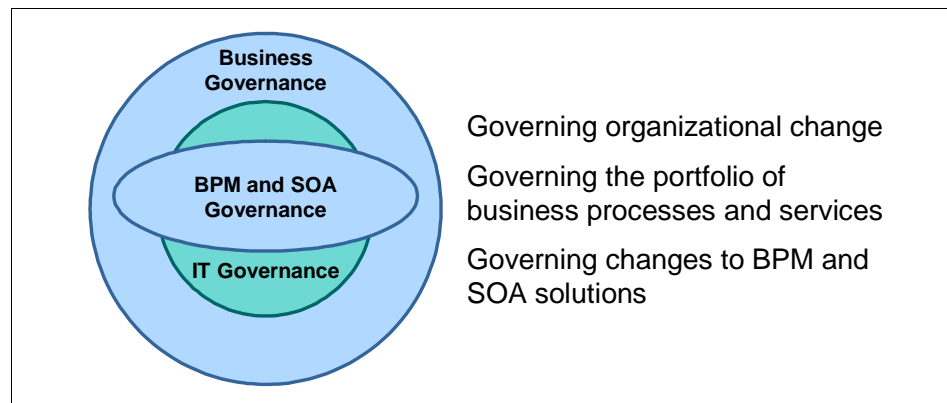 Business
Governance
BPM and SOA
Governance
IT Governance
Governing organizational change
Governing the portfolio of
business processes and services
Governing changes to BPM and
SOA solutions